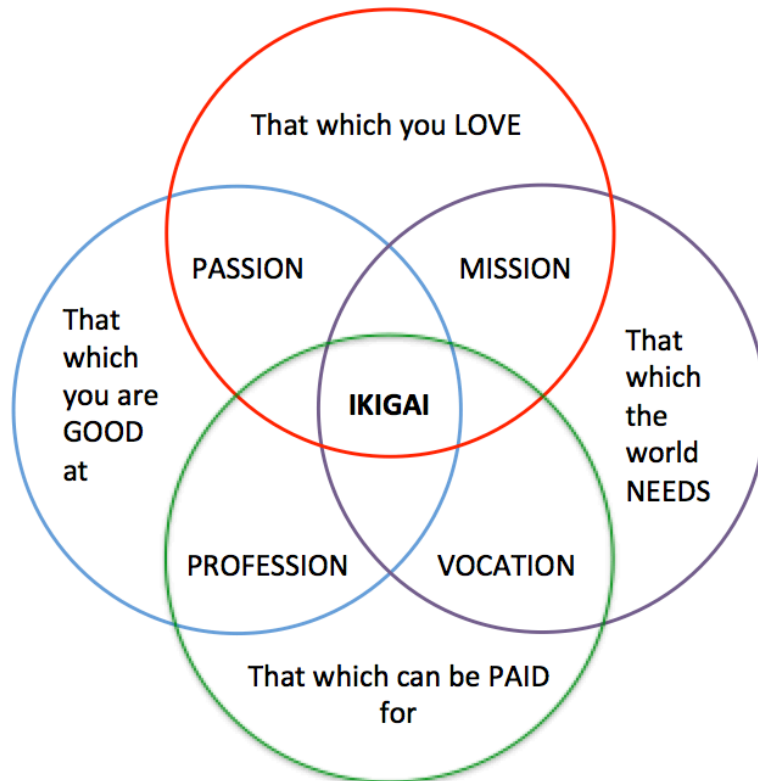 That which you LOVE
PASSION
MISSION
That
which
you are
GOOD
at
IKIGAI
That
which
the
world
NEEDS
PROFESSION
VOCATION
That which can be PAID
for